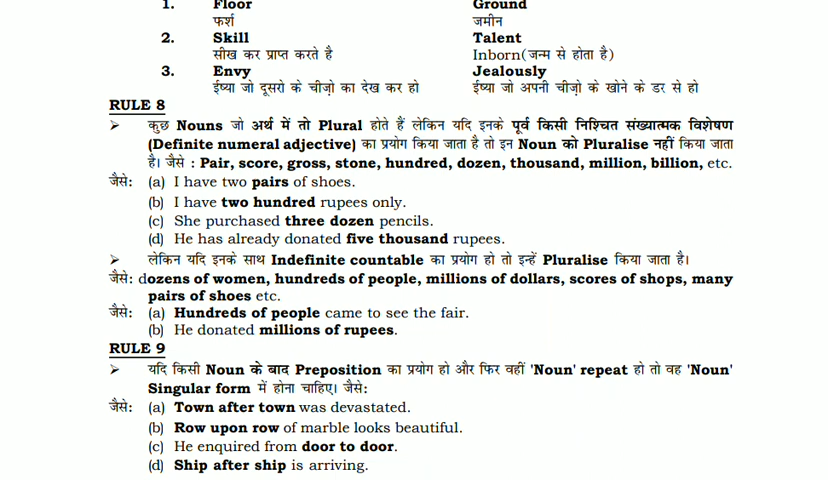 1. Floor Ground
फर्श जमीन
2. Skill Talent
सीख कर प्राप्त करते है Inborn(जन्म से होता है)
3. Envy Jealously
ईष्या जो दूसरो के चीज़ो का देख कर हो ईष्या जो अपनी चीज़ो के खोने के डर से हो
RULE 8
➢ कुछ Nouns जो अर्थ में तो Plural होते हैं लेकिन यदि इनके पूर्व किसी निश्चित संख्यात्मक विशेषण
(Definite numeral adjective) का प्रयोग किया जाता है तो इन Noun को Pluralise नहीं किया जाता
है। जैसे : Pair, score, gross, stone, hundred, dozen, thousand, million, billion, etc.
जैसे: (a) I have two pairs of shoes.
(b) I have two hundred rupees only.
(c) She purchased three dozen pencils.
(d) He has already donated five thousand rupees.
➢ लेकिन यदि इनके साथ Indefinite countable का प्रयोग हो तो इन्हें Pluralise किया जाता है।
जैसे: dozens of women, hundreds of people, millions of dollars, scores of shops, many
pairs of shoes etc.
जैसे: (a) Hundreds of people came to see the fair.
(b) He donated millions of rupees.
RULE 9
➢ यदि किसी Noun के बाद Preposition का प्रयोग हो और फिर वहीं 'Noun' repeat हो तो वह 'Noun'
Singular form में होना चाहिए। जैसे:
जैसे: (a) Town after town was devastated.
(b) Row upon row of marble looks beautiful.
(c) He enquired from door to door.
(d) Ship after ship is arriving.